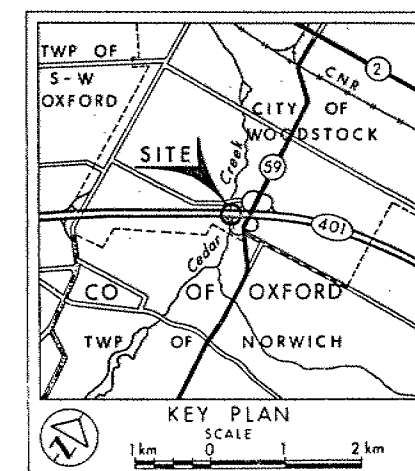 TWP OF
S-W
OXFORD
2
CNR
CITY OF
WOODSTOCK
SITE
Creek
59
401
Cedar
CO OF OXFORD
TWP OF NORWICH
KEY PLAN
SCALE
1 km 0 1 2 km
N